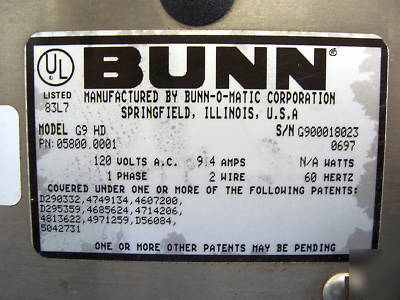 UL
BUNN®
LISTED
83L7
MANUFACTURED BY BUNN-O-MATIC CORPORATION
SPRINGFIELD, ILLINOIS, U.S.A
MODEL G9 HD
S/N G900018023
PN: 05800.0001
0697
120 VOLTS A.C. 9.4 AMPS N/A WATTS
1 PHASE 2 WIRE 60 HERTZ
COVERED UNDER ONE OR MORE OF THE FOLLOWING PATENTS:
D290332,4749134,4607200,
D295359,4685624,4714206,
4813622,4971259,D56084,
5042731
ONE OR MORE OTHER PATENTS MAY BE PENDING